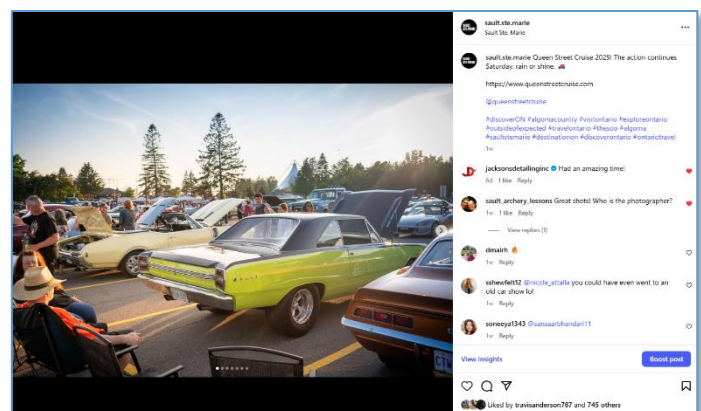 sault.ste.marie
Sault Ste. Marie
sault.ste.marie Queen Street Cruise 2025! The action continues
Saturday, rain or shine. 🚗
https://www.queenstreetcruise.com
@queenstreetcruise
#discoverON #algomacountry #visitontario #exploreontario
#outsideofexpected #travelontario #thesoo #algoma
#saultstemarie #destinationon #discoverontario #ontariotravel
1w
jacksonsdetailinginc Had an amazing time!
6d 1 like Reply
sault_archery_lessons Great shots! Who is the photographer?
1w 1 like Reply
View replies (1)
dmairh 🔥
1w Reply
sshewfelt12 @nicole_attalla you could have even went to an
old car show lol
1w Reply
soneeya1343 @sansaarbhandari11
1w Reply
View insights
Boost post
Liked by travisanderson787 and 745 others